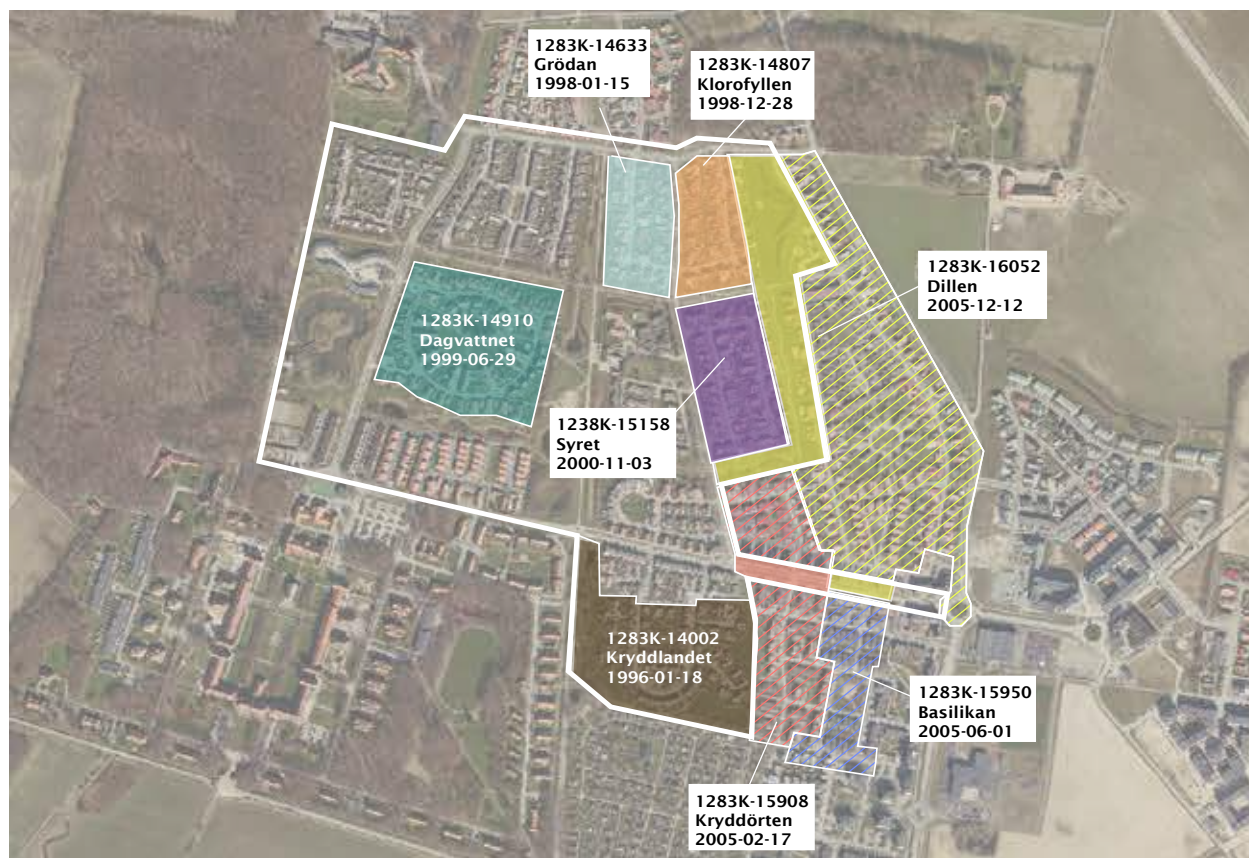 1283K-14633
Grödan
1998-01-15
1283K-14807
Klorofyllen
1998-12-28
1283K-16052
Dillen
2005-12-12
1283K-14910
Dagvattnet
1999-06-29
1238K-15158
Syret
2000-11-03
1283K-14002
Kryddlandet
1996-01-18
1283K-15950
Basilikan
2005-06-01
1283K-15908
Kryddörten
2005-02-17